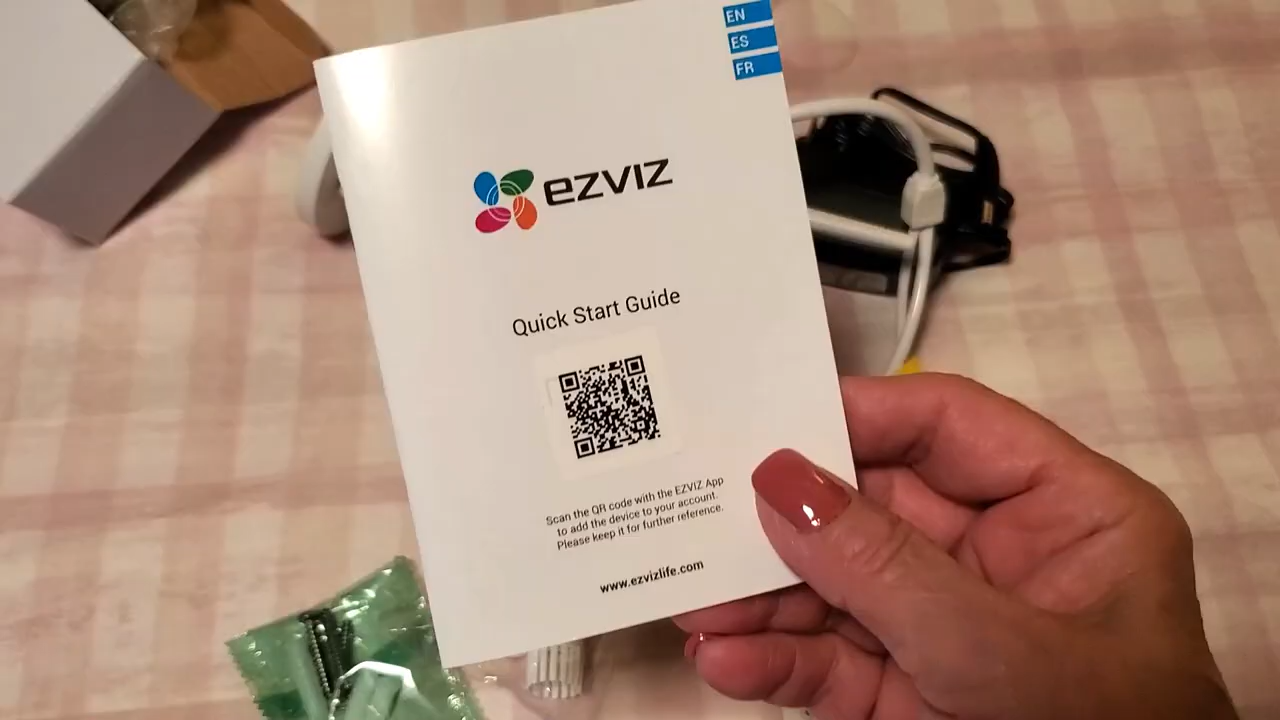 EN
ES
FR
ezviz
Quick Start Guide
Scan the QR code with the EZVIZ App
to add the device to your account.
Please keep it for further reference.
www.ezvizlife.com